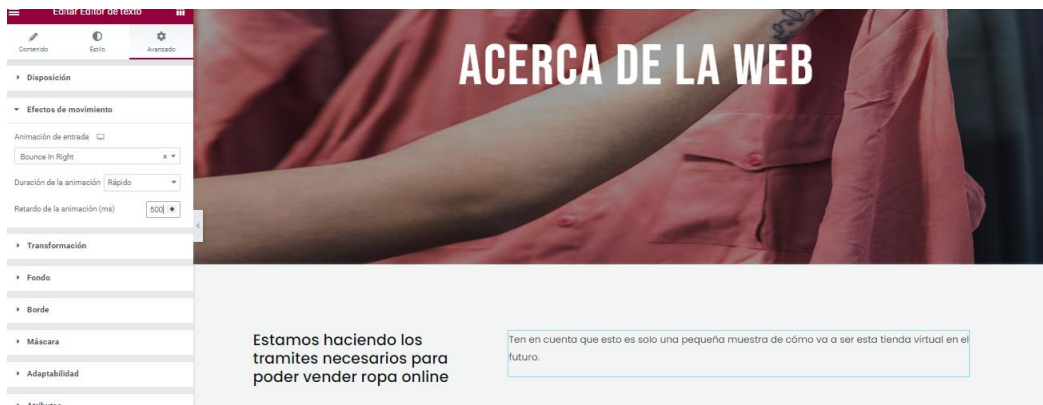 Editar Editor de texto
Contenido
Estilo
Avanzado
Disposición
Efectos de movimiento
Animación de entrada
Bounce In Right
Duración de la animación Rápido
Retardo de la animación (ms) 500
Transformación
Fondo
Borde
Máscara
Adaptabilidad
Atributos
ACERCA DE LA WEB
Estamos haciendo los
tramites necesarios para
poder vender ropa online
Ten en cuenta que esto es solo una pequeña muestra de cómo va a ser esta tienda virtual en el
futuro.